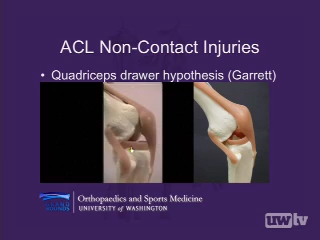 ACL Non-Contact Injuries
• Quadriceps drawer hypothesis (Garrett)
Orthopaedics and Sports Medicine
UNIVERSITY of WASHINGTON
uwtv